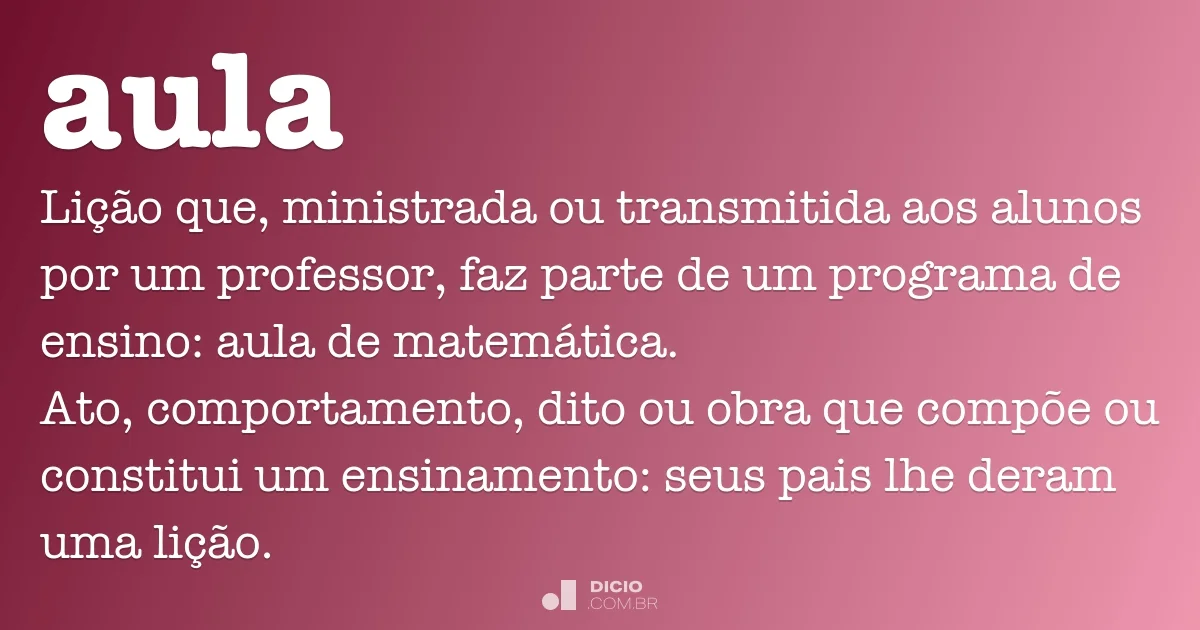 aula
Lição que, ministrada ou transmitida aos alunos
por um professor, faz parte de um programa de
ensino: aula de matemática.
Ato, comportamento, dito ou obra que compõe ou
constitui um ensinamento: seus pais lhe deram
uma lição.
DICIO
.COM.BR